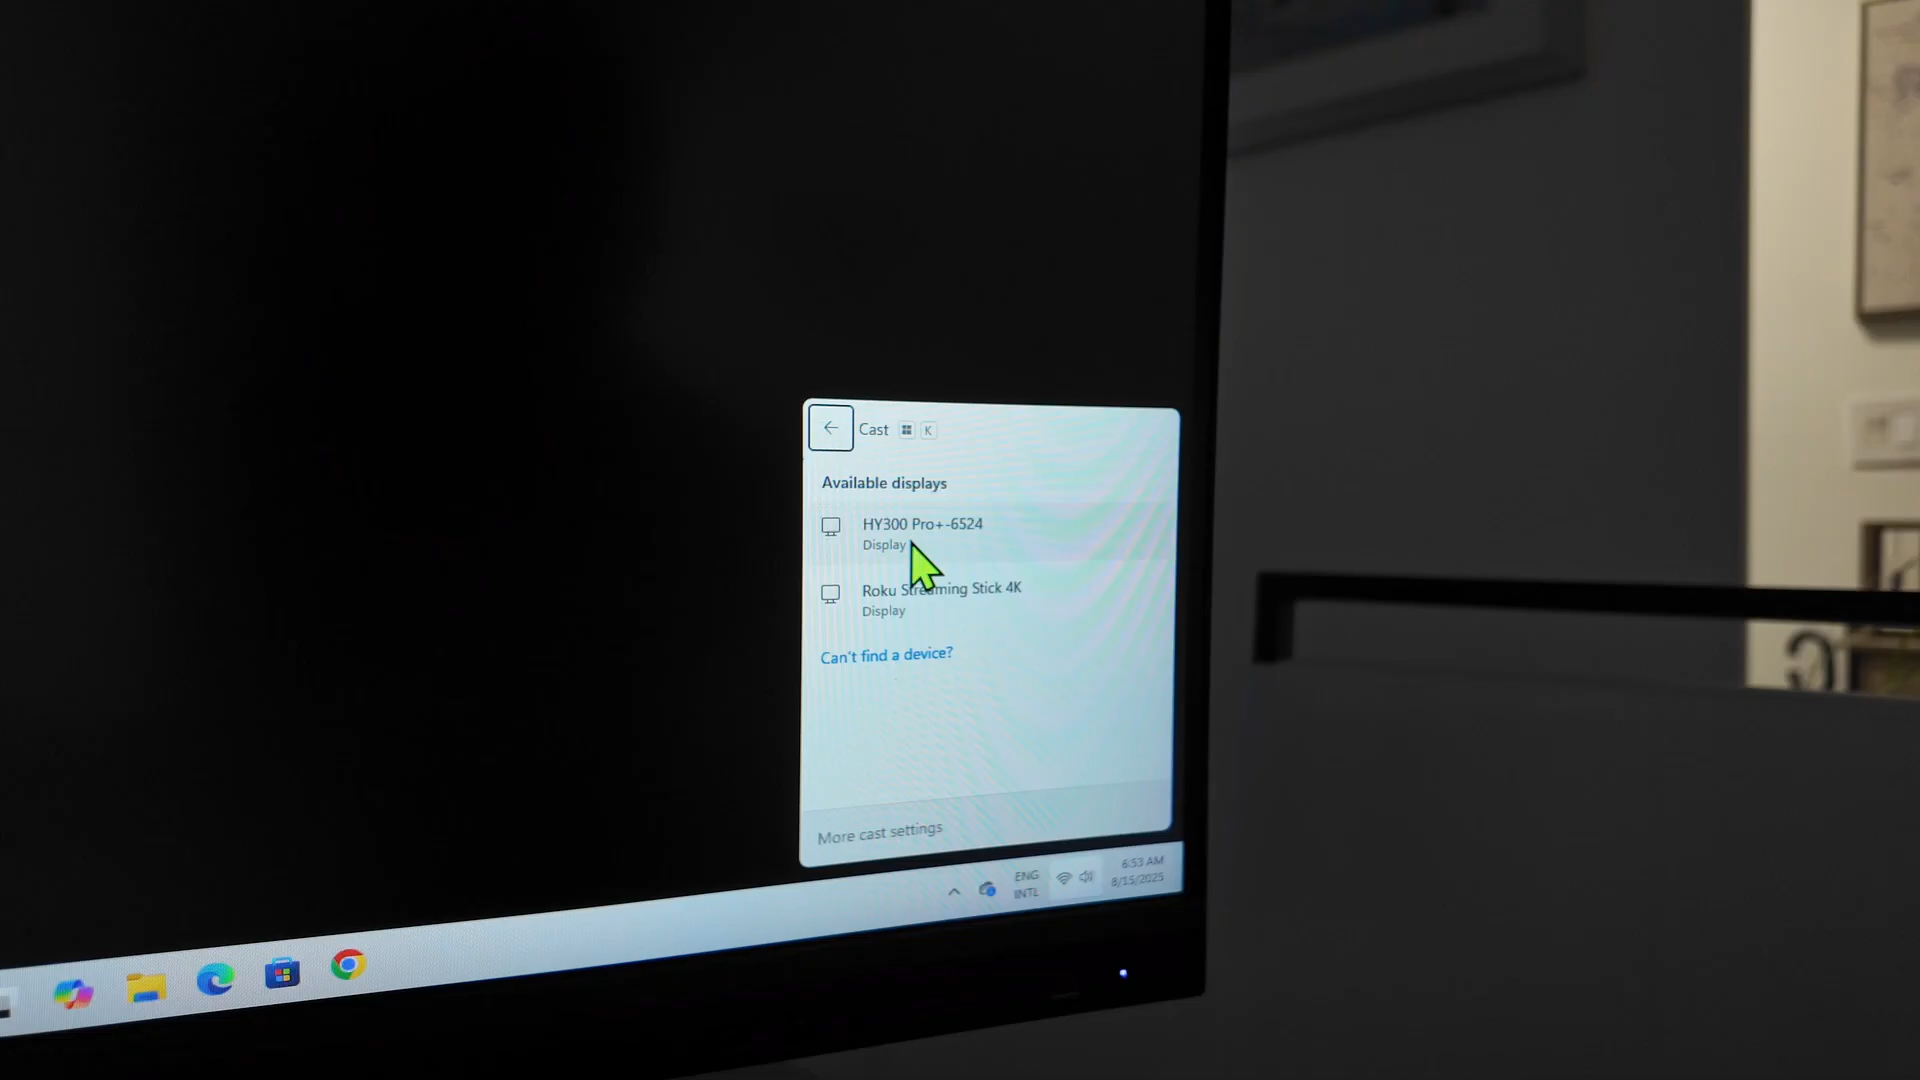 Cast K
Available displays
HY300 Pro+-6524
Display
Roku Streaming Stick 4K
Display
Can't find a device?
More cast settings
ENG
INTL
6:53 AM
8/15/2025